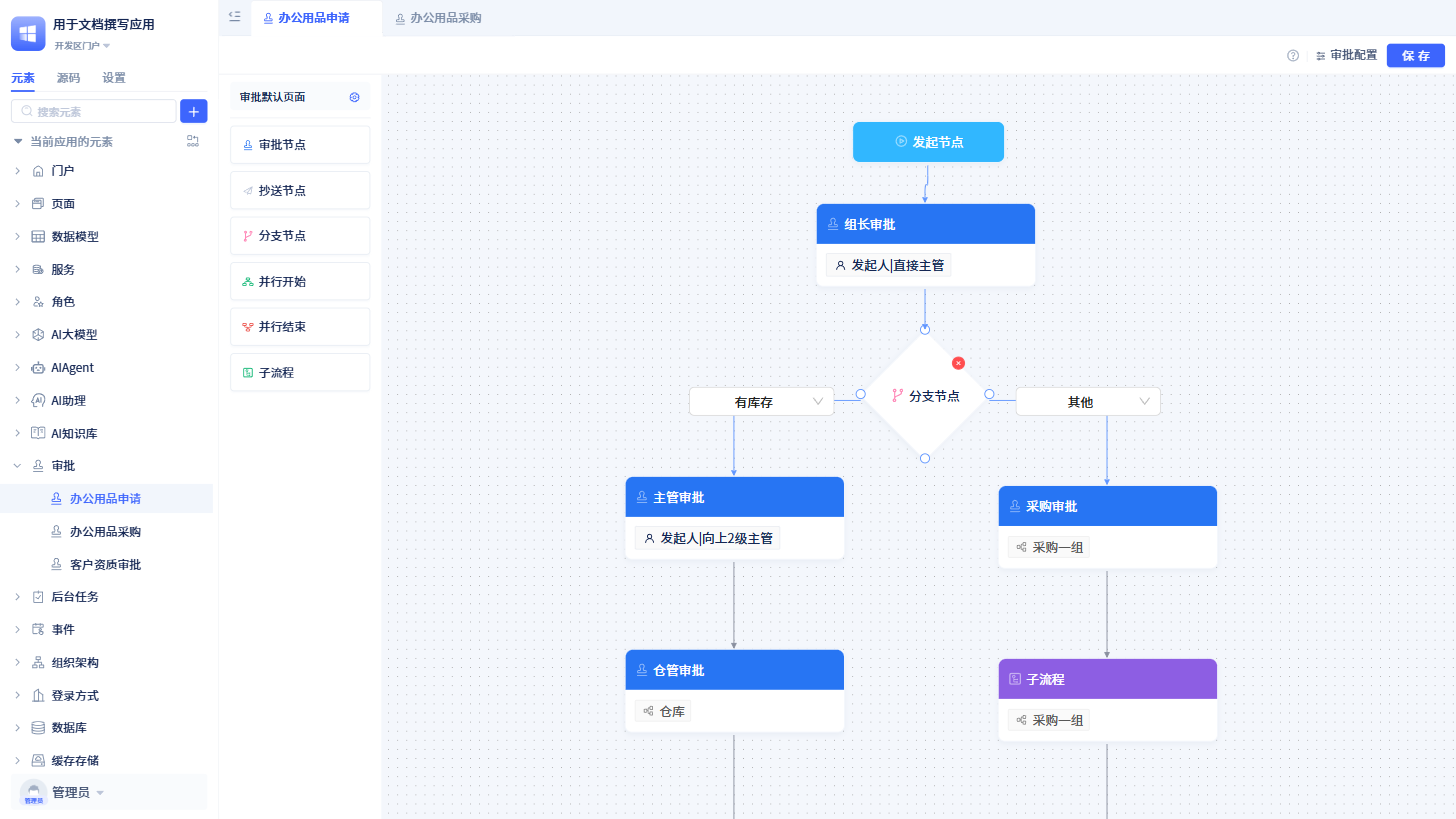 用于文档撰写应用
开发区门户
元素
源码
设置
搜索元素
当前应用的元素
门户
页面
数据模型
服务
角色
AI大模型
AIAgent
AI助理
AI知识库
审批
办公用品申请
办公用品采购
客户资质审批
后台任务
事件
组织架构
登录方式
数据库
缓存存储
管理员
管理员
办公用品申请
办公用品采购
审批配置
保存
审批默认页面
审批节点
抄送节点
分支节点
并行开始
并行结束
子流程
发起节点
组长审批
发起人|直接主管
分支节点
有库存
其他
主管审批
发起人|向上2级主管
采购审批
采购一组
仓管审批
仓库
子流程
采购一组